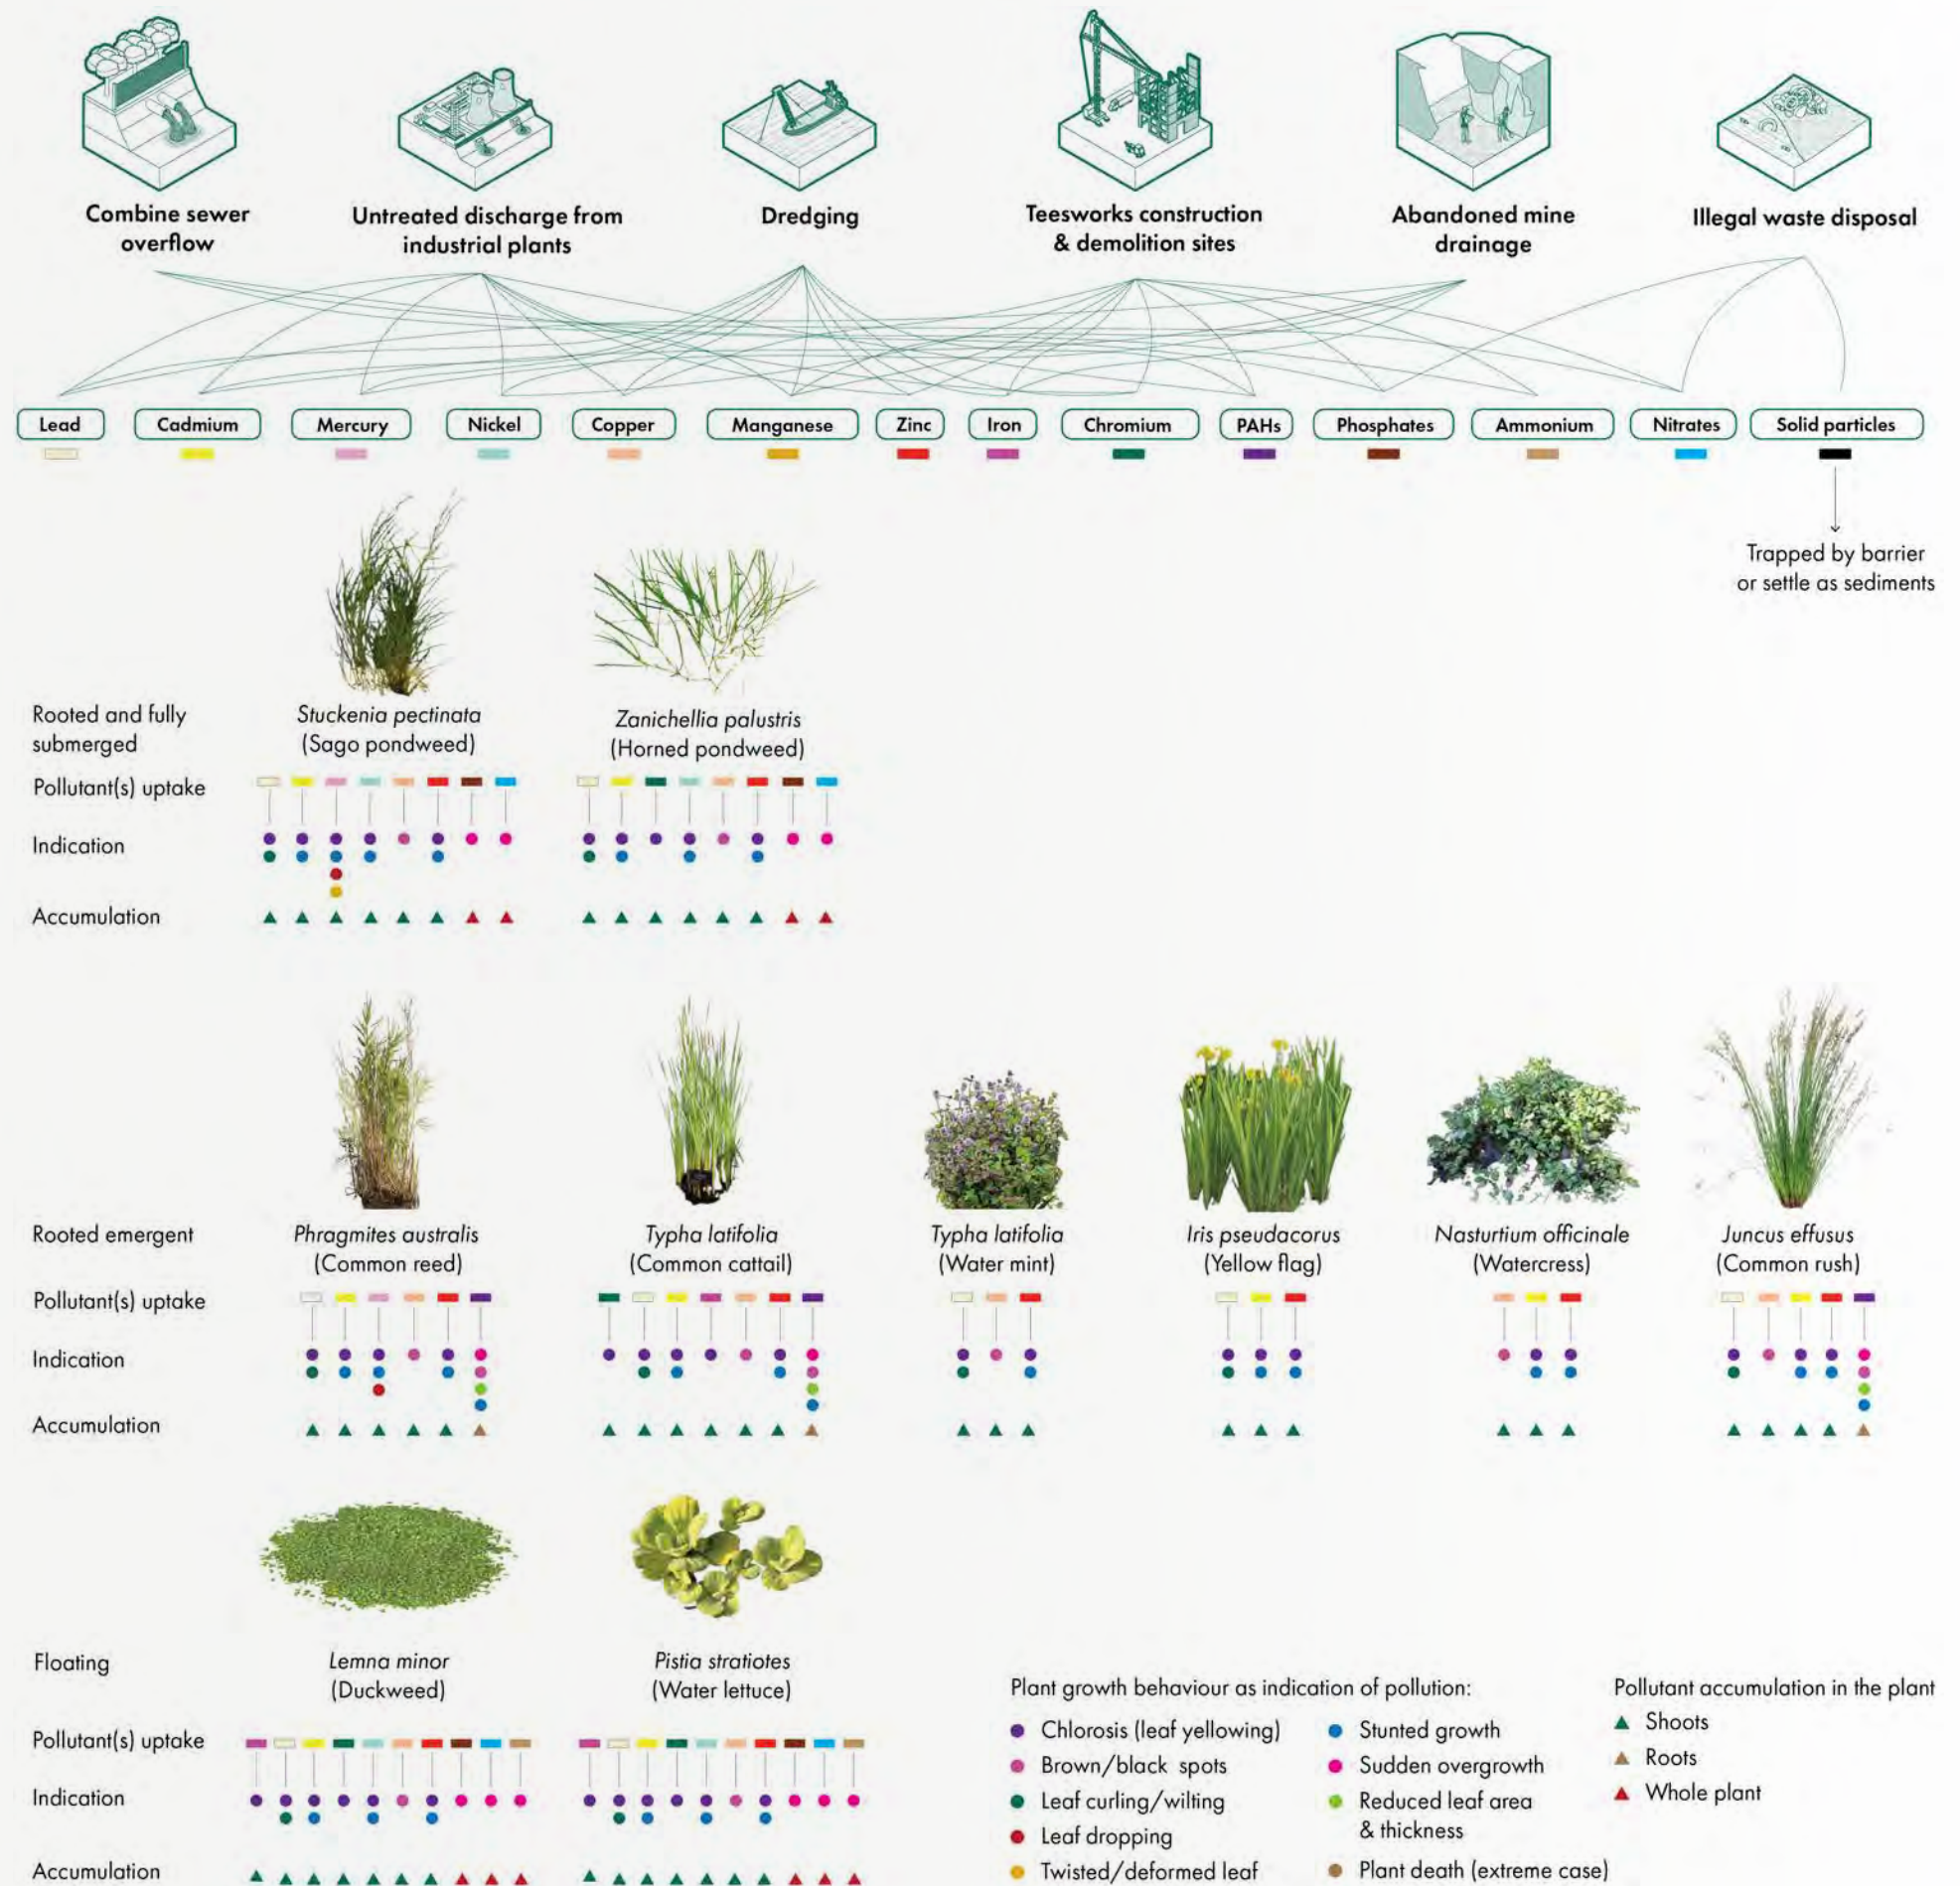 Combine sewer
overflow
Untreated discharge from
industrial plants
Dredging
Teesworks construction
& demolition sites
Abandoned mine
drainage
Illegal waste disposal
Lead
Cadmium
Mercury
Nickel
Copper
Manganese
Zinc
Iron
Chromium
PAHs
Phosphates
Ammonium
Nitrates
Solid particles
Trapped by barrier
or settle as sediments
Rooted and fully
submerged
Stuckenia pectinata
(Sago pondweed)
Zanichellia palustris
(Horned pondweed)
Pollutant(s) uptake
Indication
Accumulation
Rooted emergent
Phragmites australis
(Common reed)
Typha latifolia
(Common cattail)
Typha latifolia
(Water mint)
Iris pseudacorus
(Yellow flag)
Nasturtium officinale
(Watercress)
Juncus effusus
(Common rush)
Pollutant(s) uptake
Indication
Accumulation
Floating
Lemna minor
(Duckweed)
Pistia stratiotes
(Water lettuce)
Pollutant(s) uptake
Indication
Accumulation
Plant growth behaviour as indication of pollution:
Chlorosis (leaf yellowing)
Brown/black spots
Leaf curling/wilting
Leaf dropping
Twisted/deformed leaf
Stunted growth
Sudden overgrowth
Reduced leaf area
& thickness
Plant death (extreme case)
Pollutant accumulation in the plant
Shoots
Roots
Whole plant